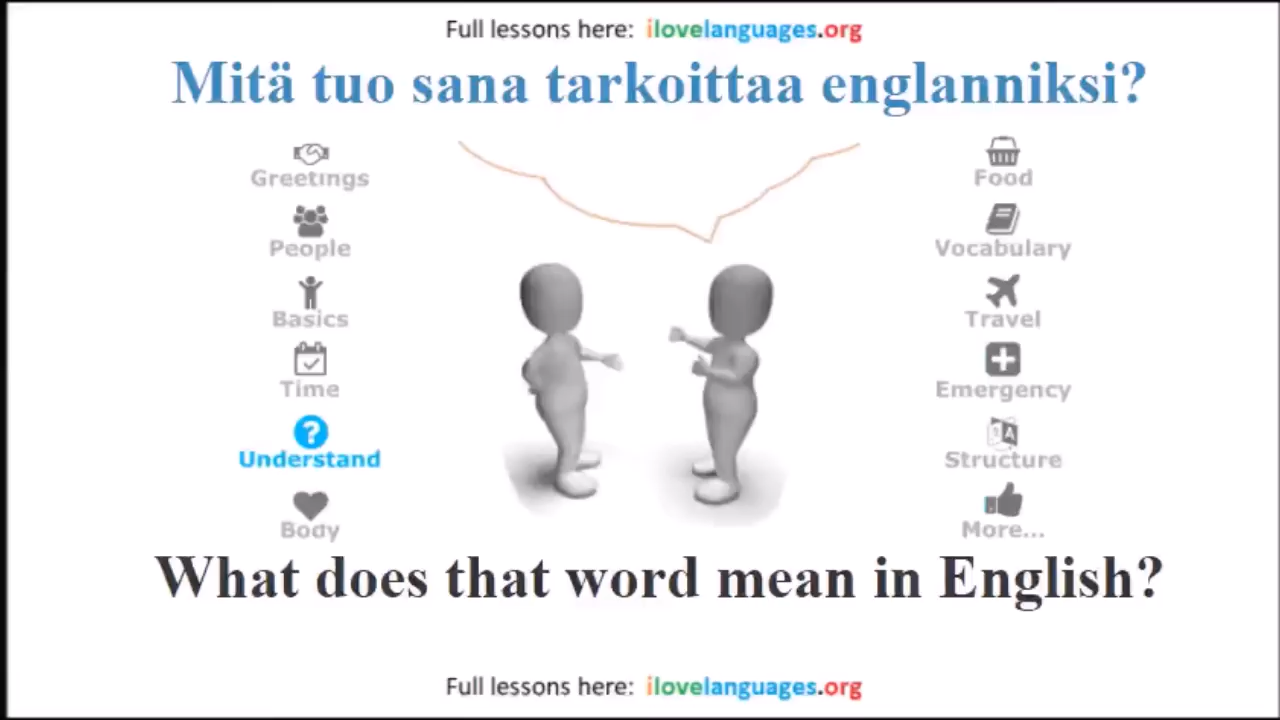 Full lessons here: ilovelanguages.org
Mitä tuo sana tarkoittaa englanniksi?
Greetings
Food
People
Vocabulary
Basics
Travel
Time
Emergency
Understand
Structure
Body
More...
What does that word mean in English?
Full lessons here: ilovelanguages.org